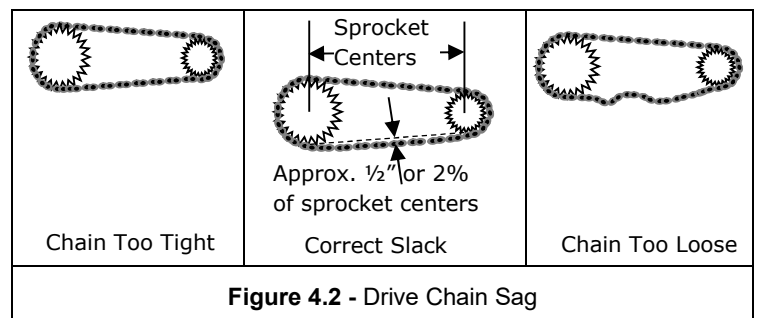 Sprocket
Centers
Approx. ½” or 2%
of sprocket centers
Chain Too Tight
Correct Slack
Chain Too Loose
Figure 4.2 - Drive Chain Sag